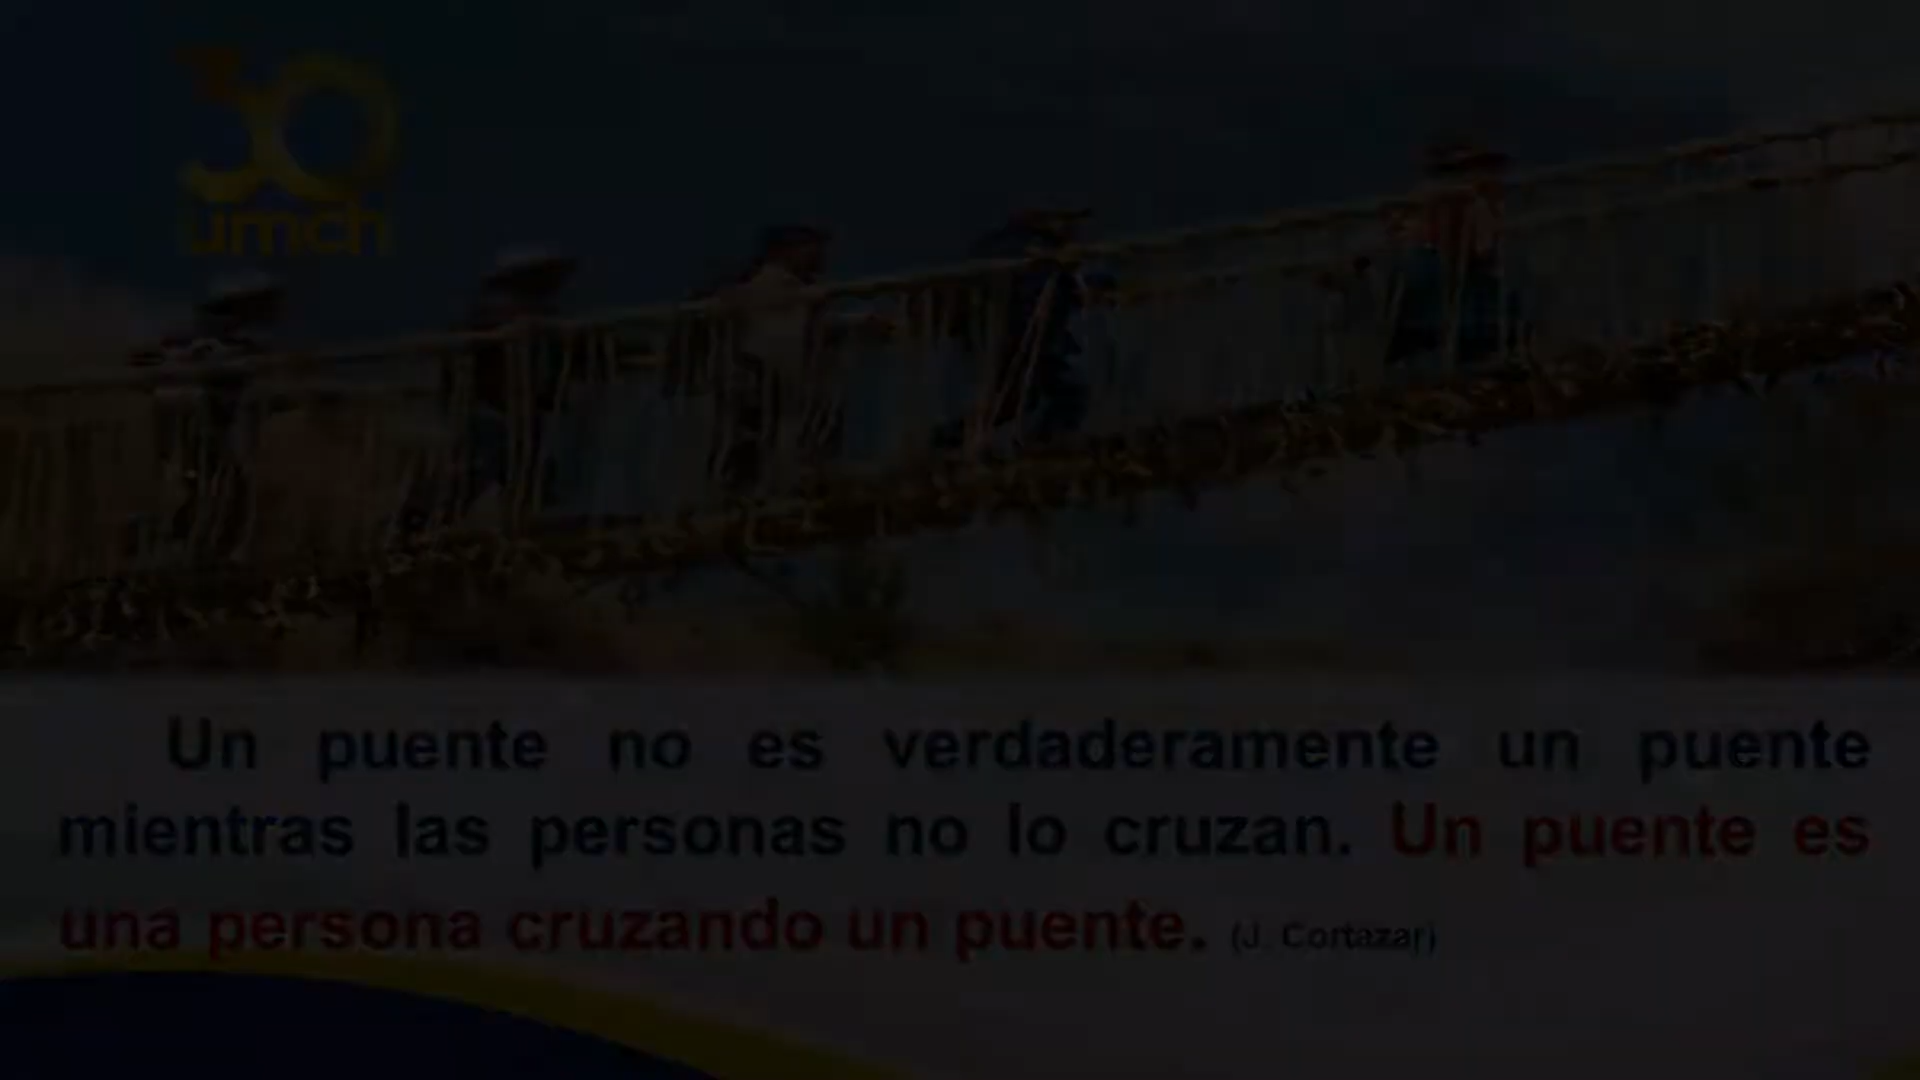 30
umch
Un puente no es verdaderamente un puente
mientras las personas no lo cruzan. Un puente es
una persona cruzando un puente. (J. Cortazar)